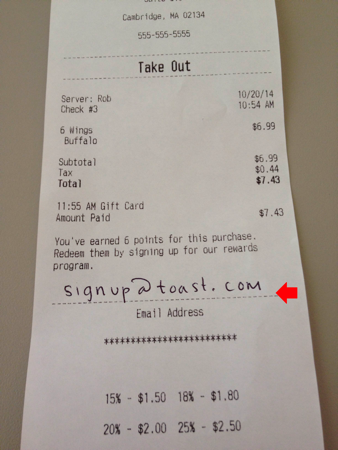 Cambridge, MA 02134
555-555-5555
Take Out
Server: Rob 10/20/14
Check #3 10:54 AM
6 Wings $6.99
Buffalo
Subtotal $6.99
Tax $0.44
Total $7.43
11:55 AM Gift Card
Amount Paid $7.43
You've earned 6 points for this purchase.
Redeem them by signing up for our rewards
program.
signup@toast.com
Email Address
*************************
15% - $1.50 18% - $1.80
20% - $2.00 25% - $2.50